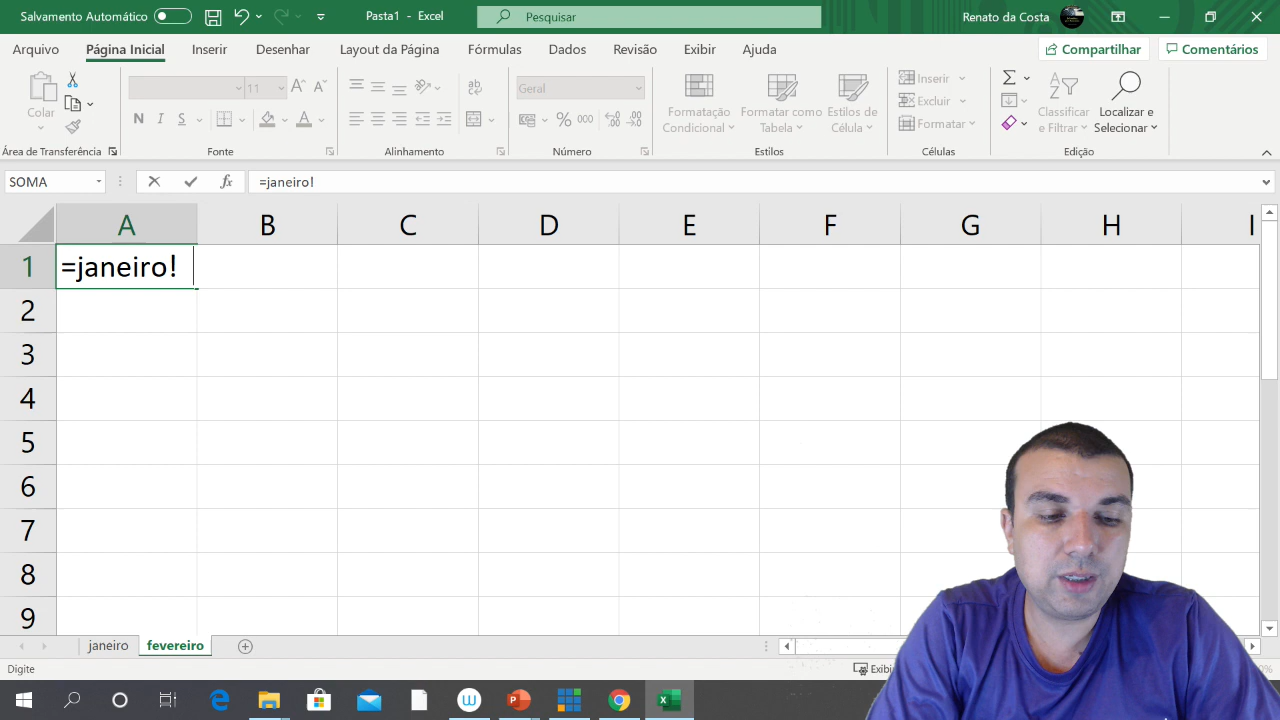 Salvamento Automático
Pasta1 - Excel
Pesquisar
Renato da Costa
Arquivo
Página Inicial
Inserir
Desenhar
Layout da Página
Fórmulas
Dados
Revisão
Exibir
Ajuda
Compartilhar
Comentários
Colar
Área de Transferência
11
N I S
Fonte
Alinhamento
Geral
% 000
Número
Formatação
Condicional
Formatar como
Tabela
Estilos de
Célula
Estilos
Inserir
Excluir
Formatar
Células
Classificar
e Filtrar
Localizar e
Selecionar
Edição
SOMA
fx
=janeiro!
A B C D E F G H I
1 =janeiro!
2
3
4
5
6
7
8
9
janeiro
fevereiro
Digite